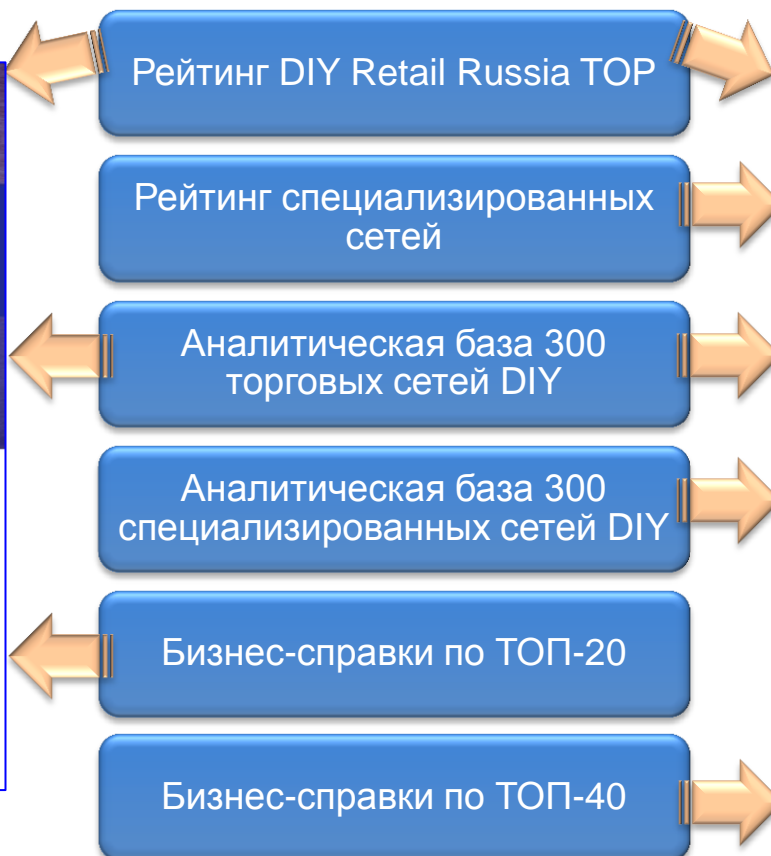 Рейтинг DIY Retail Russia TOP
Рейтинг специализированных
сетей
Аналитическая база 300
торговых сетей DIY
Аналитическая база 300
специализированных сетей DIY
Бизнес-справки по ТОП-20
Бизнес-справки по ТОП-40